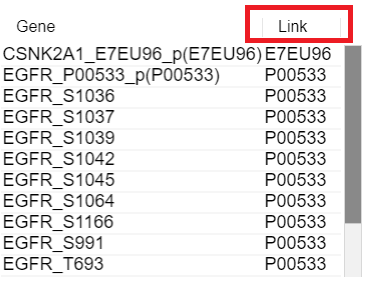 Gene Link
CSNK2A1_E7EU96_p(E7EU96) E7EU96
EGFR_P00533_p(P00533) P00533
EGFR_S1036 P00533
EGFR_S1037 P00533
EGFR_S1039 P00533
EGFR_S1042 P00533
EGFR_S1045 P00533
EGFR_S1064 P00533
EGFR_S1166 P00533
EGFR_S991 P00533
EGFR_T693 P00533